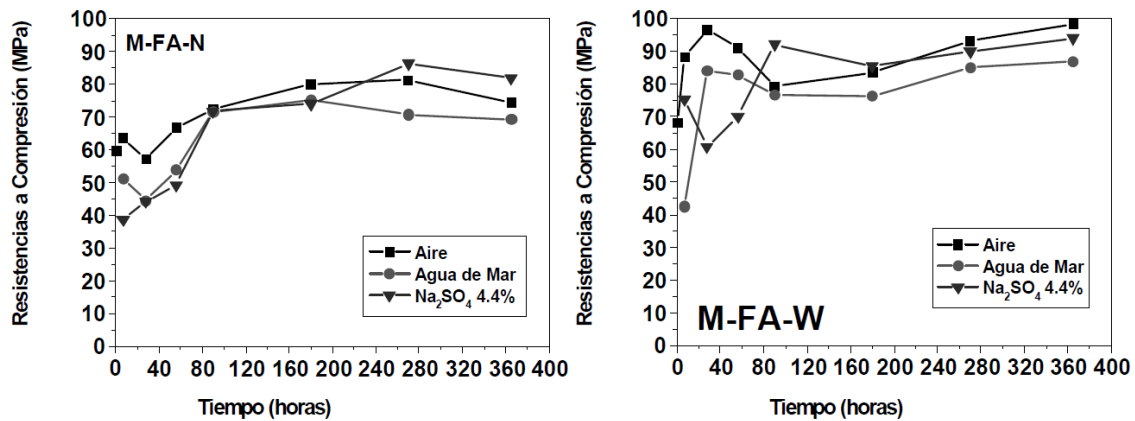 Resistencias a Compresión (MPa)
100
90
80
70
60
50
40
30
20
10
0
M-FA-N
Aire
Agua de Mar
Na₂SO₄ 4.4%
0 40 80 120 160 200 240 280 320 360 400
Tiempo (horas)
Resistencias a Compresión (MPa)
100
90
80
70
60
50
40
30
20
10
0
Aire
Agua de Mar
Na₂SO₄ 4.4%
M-FA-W
0 40 80 120 160 200 240 280 320 360 400
Tiempo (horas)